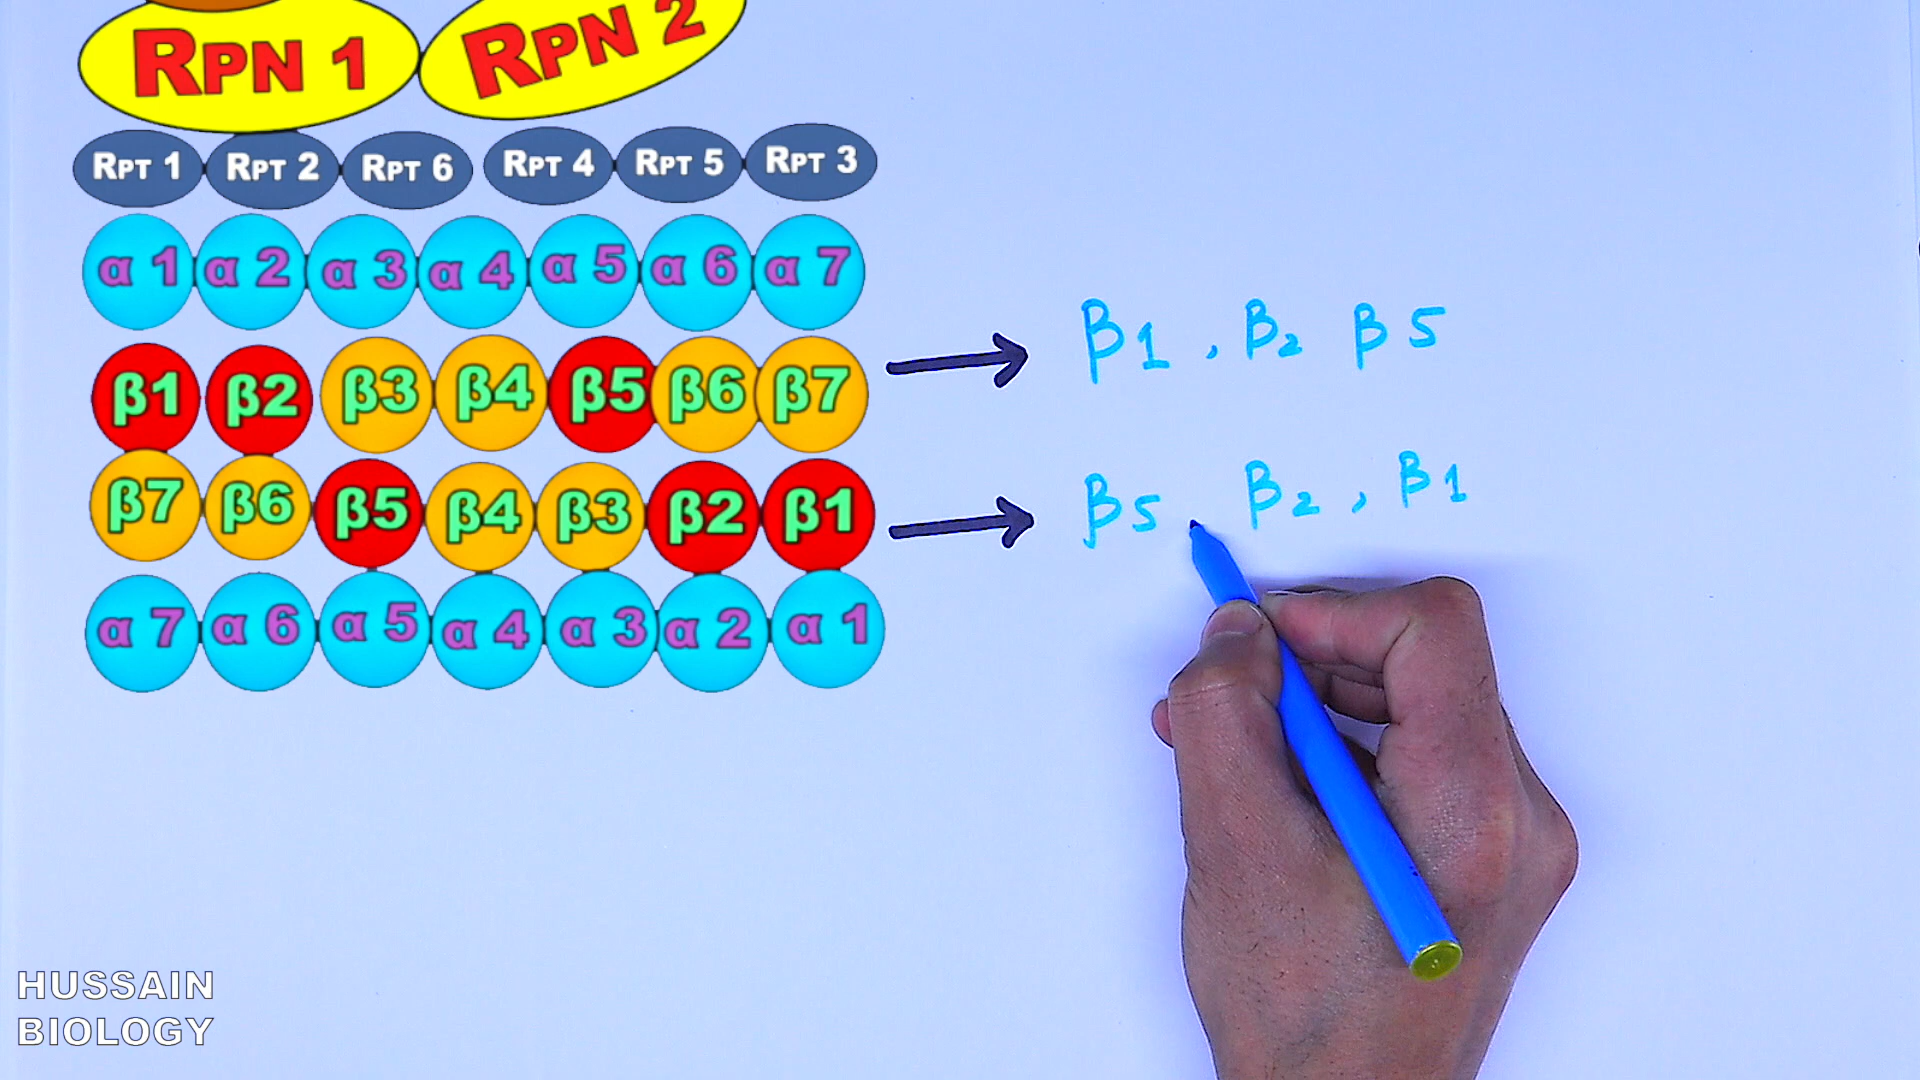 RPN 1 RPN 2
RPT 1 RPT 2 RPT 6 RPT 4 RPT 5 RPT 3
α 1 α 2 α 3 α 4 α 5 α 6 α 7
β1 β2 β3 β4 β5 β6 β7
β1 , β2 β5
β7 β6 β5 β4 β3 β2 β1
β5 β2 , β1
α 7 α 6 α 5 α 4 α 3 α 2 α 1
HUSSAIN
BIOLOGY